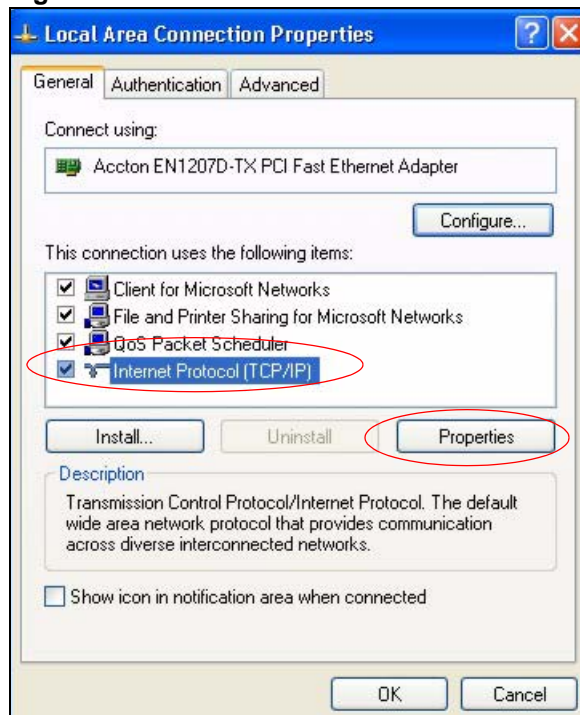 Local Area Connection Properties
General Authentication Advanced
Connect using:
Accton EN1207D-TX PCI Fast Ethernet Adapter
Configure...
This connection uses the following items:
Client for Microsoft Networks
File and Printer Sharing for Microsoft Networks
QoS Packet Scheduler
Internet Protocol (TCP/IP)
Install... Uninstall Properties
Description
Transmission Control Protocol/Internet Protocol. The default
wide area network protocol that provides communication
across diverse interconnected networks.
Show icon in notification area when connected
OK Cancel